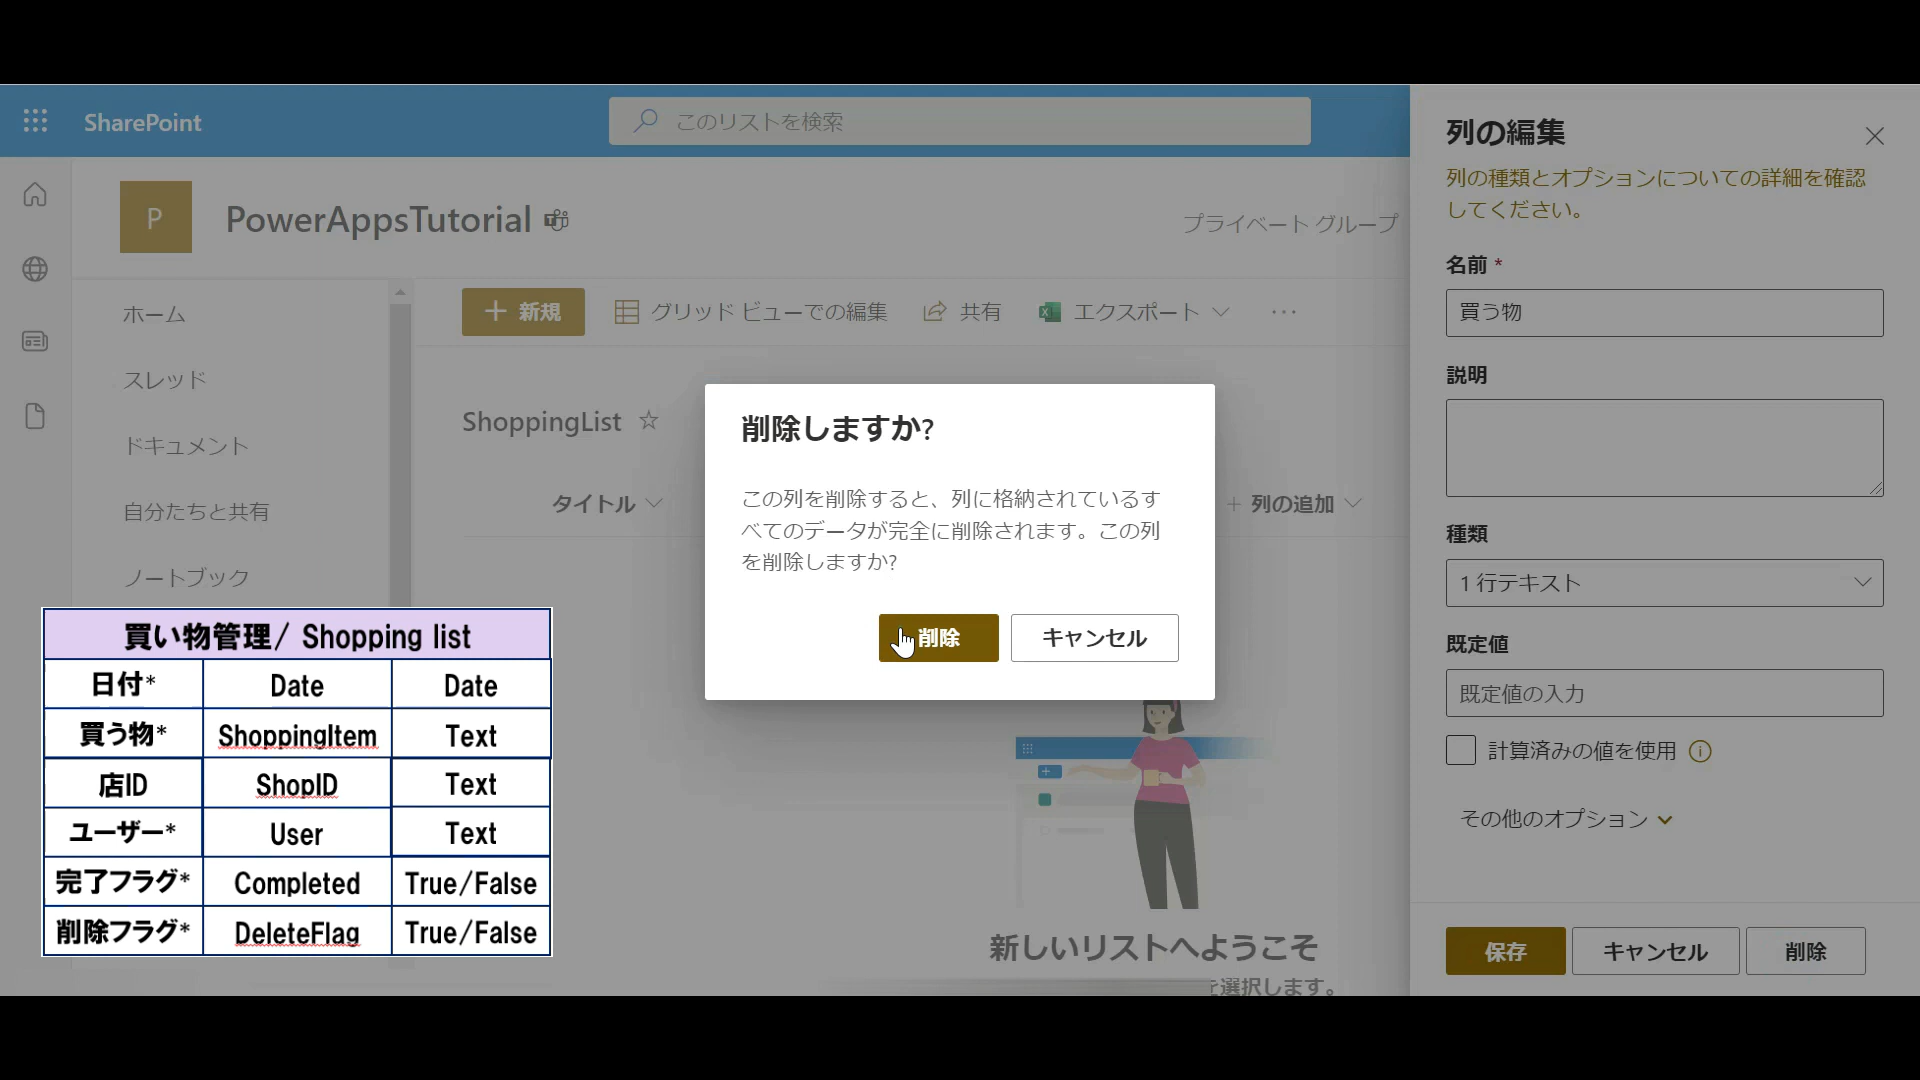 SharePoint
このリストを検索
P
PowerAppsTutorial
プライベート グループ
ホーム
スレッド
ドキュメント
自分たちと共有
ノートブック
新規
グリッド ビューでの編集
共有
エクスポート
ShoppingList
タイトル
列の追加
削除しますか?
この列を削除すると、列に格納されているす
べてのデータが完全に削除されます。この列
を削除しますか?
削除
キャンセル
新しいリストへようこそ
を選択します。
買い物管理/ Shopping list
日付* Date Date
買う物* ShoppingItem Text
店ID ShopID Text
ユーザー* User Text
完了フラグ* Completed True/False
削除フラグ* DeleteFlag True/False
列の編集
列の種類とオプションについての詳細を確認
してください。
名前 *
買う物
説明
種類
1 行テキスト
既定値
既定値の入力
計算済みの値を使用
その他のオプション
保存
キャンセル
削除